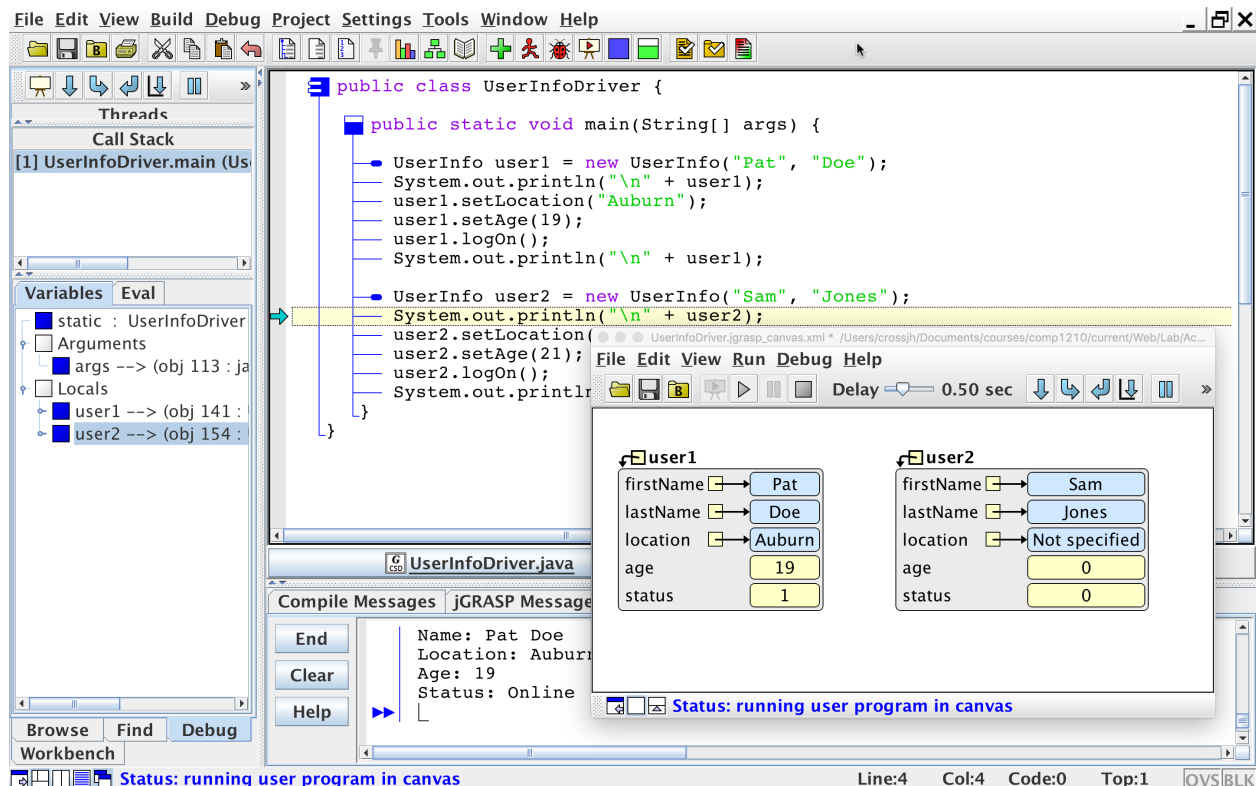 File Edit View Build Debug Project Settings Tools Window Help
»
Threads
Call Stack
[1] UserInfoDriver.main (Us
Variables Eval
static : UserInfoDriver
Arguments
args --> (obj 113 : ja
Locals
user1 --> (obj 141 :
user2 --> (obj 154 :
Browse Find Debug
Workbench
public class UserInfoDriver {
public static void main(String[] args) {
UserInfo user1 = new UserInfo("Pat", "Doe");
System.out.println("\n" + user1);
user1.setLocation("Auburn");
user1.setAge(19);
user1.logOn();
System.out.println("\n" + user1);
UserInfo user2 = new UserInfo("Sam", "Jones");
System.out.println("\n" + user2);
user2.setLocation(
user2.setAge(21);
user2.logOn();
System.out.println
}
}
UserInfoDriver.java
UserInfoDriver.jgrasp_canvas.xml * /Users/crossjh/Documents/courses/comp1210/current/Web/Lab/Ac...
File Edit View Run Debug Help
Delay 0.50 sec »
user1
firstName Pat
lastName Doe
location Auburn
age 19
status 1
user2
firstName Sam
lastName Jones
location Not specified
age 0
status 0
Status: running user program in canvas
Compile Messages jGRASP Message
End
Clear
Help
Name: Pat Doe
Location: Auburn
Age: 19
Status: Online
Status: running user program in canvas Line:4 Col:4 Code:0 Top:1 OVS BLK